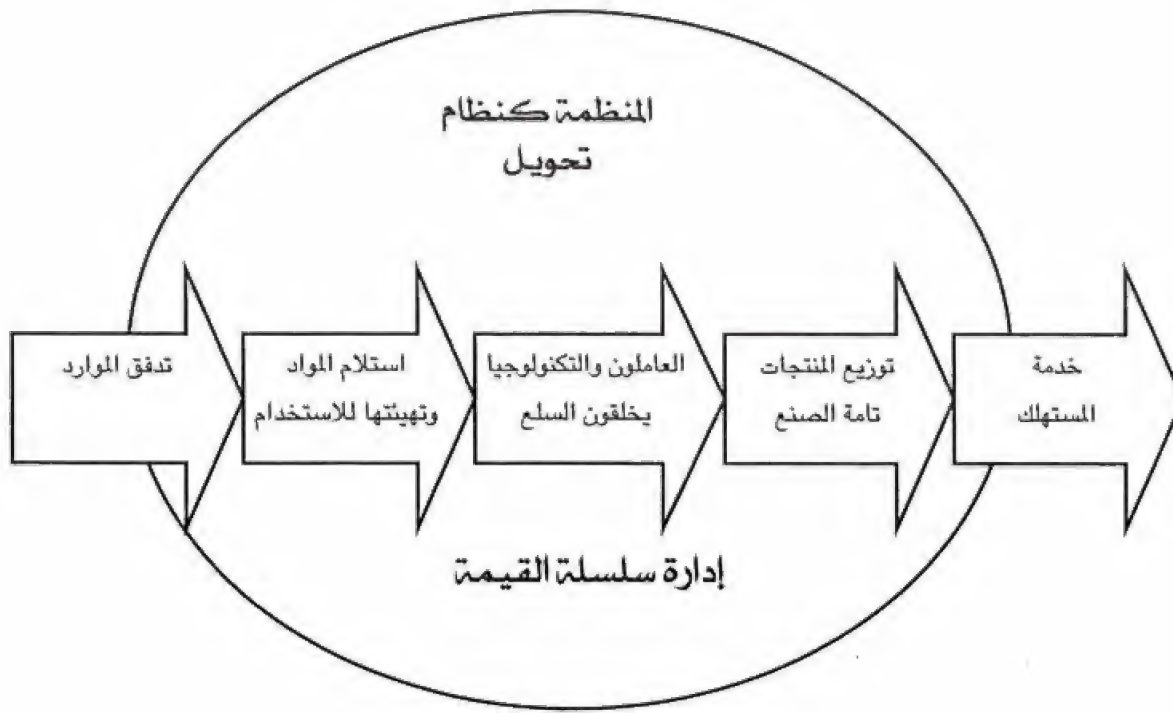 المنظمة كنظام
تحويل
تدفق الموارد
استلام المواد
وتهيئتها للاستخدام
العاملون والتكنولوجيا
يخلقون السلع
توزيع المنتجات
تامة الصنع
خدمة
المستهلك
إدارة سلسلة القيمة